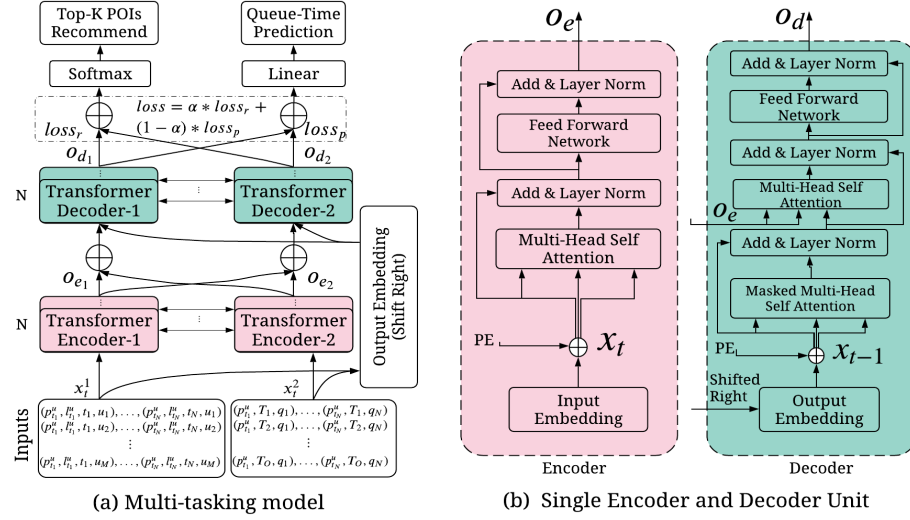 Top-K POIs
Recommend
Queue-Time
Prediction
Softmax
Linear
loss = α ∗ loss_r +
(1 − α) ∗ loss_p
loss_r
loss_p
o_{d_1}
o_{d_2}
N
Transformer
Decoder-1
Transformer
Decoder-2
o_{e_1}
o_{e_2}
N
Transformer
Encoder-1
Transformer
Encoder-2
Output Embedding
(Shift Right)
x_t^1
x_t^2
Inputs
(p_{t_1}^u, l_{t_1}^u, t_1, u_1), . . . , (p_{t_N}^u, l_{t_N}^u, t_N, u_1)
(p_{t_1}^u, l_{t_1}^u, t_1, u_2), . . . , (p_{t_N}^u, l_{t_N}^u, t_N, u_2)
⋮
(p_{t_1}^u, l_{t_1}^u, t_1, u_M), . . . , (p_{t_N}^u, l_{t_N}^u, t_N, u_M)
(p_{t_1}^u, T_1, q_1), . . . , (p_{t_N}^u, T_1, q_N)
(p_{t_1}^u, T_2, q_1), . . . , (p_{t_N}^u, T_2, q_N)
⋮
(p_{t_1}^u, T_O, q_1), . . . , (p_{t_N}^u, T_O, q_N)
(a) Multi-tasking model
o_e
Add & Layer Norm
Feed Forward
Network
Add & Layer Norm
Multi-Head Self
Attention
PE
x_t
Input
Embedding
Encoder
o_d
Add & Layer Norm
Feed Forward
Network
Add & Layer Norm
Multi-Head Self
Attention
o_e
Add & Layer Norm
Masked Multi-Head
Self Attention
PE
x_{t−1}
Shifted
Right
Output
Embedding
Decoder
(b) Single Encoder and Decoder Unit